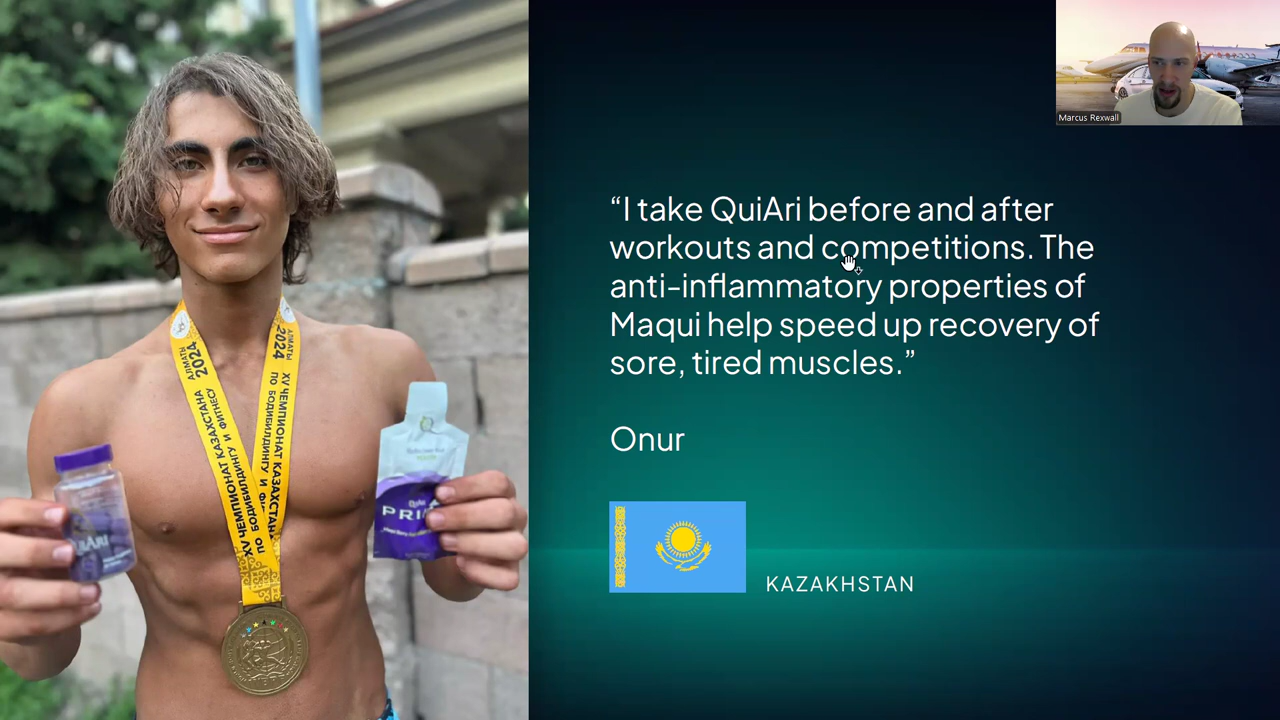 Marcus Rexwall
“I take QuiAri before and after
workouts and competitions. The
anti-inflammatory properties of
Maqui help speed up recovery of
sore, tired muscles.”
Onur
KAZAKHSTAN
АЛМАТЫ 2024
XV ЧЕМПИОНАТ КАЗАХСТАНА
ПО БОДИБИЛДИНГУ И ФИТНЕСУ
АЛМАТЫ 2024
XV ЧЕМПИОНАТ КАЗАХСТАНА
ПО БОДИБИЛДИНГУ И